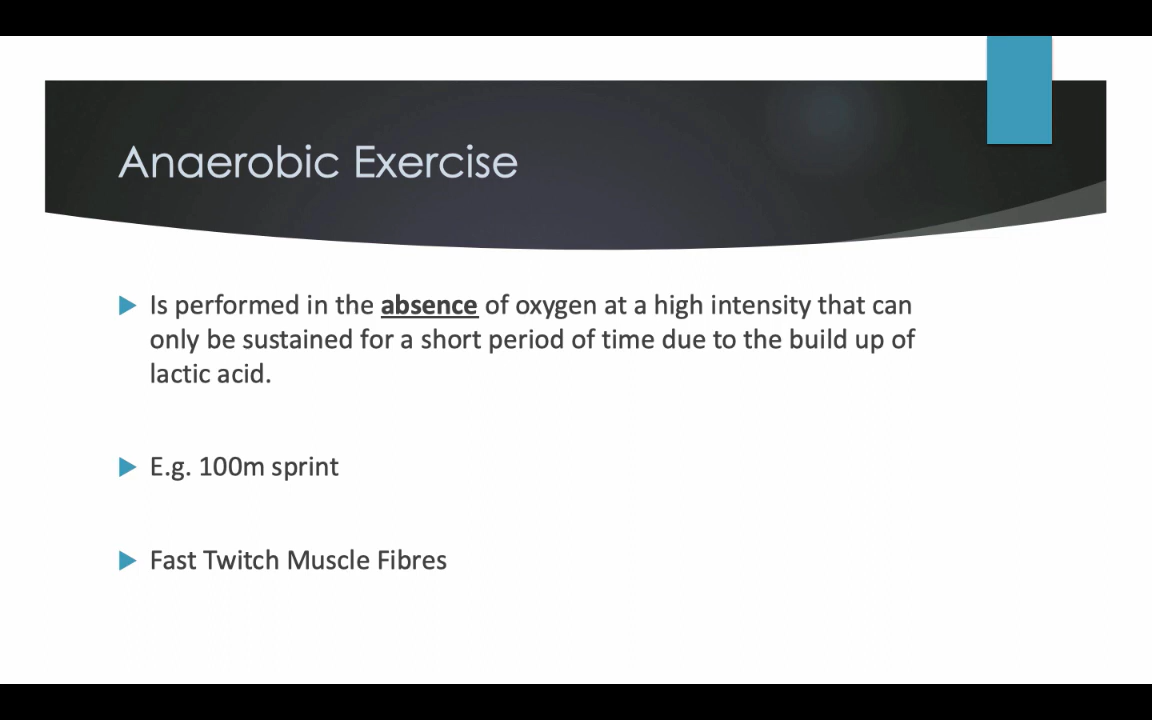 Anaerobic Exercise
Is performed in the absence of oxygen at a high intensity that can
only be sustained for a short period of time due to the build up of
lactic acid.
E.g. 100m sprint
Fast Twitch Muscle Fibres